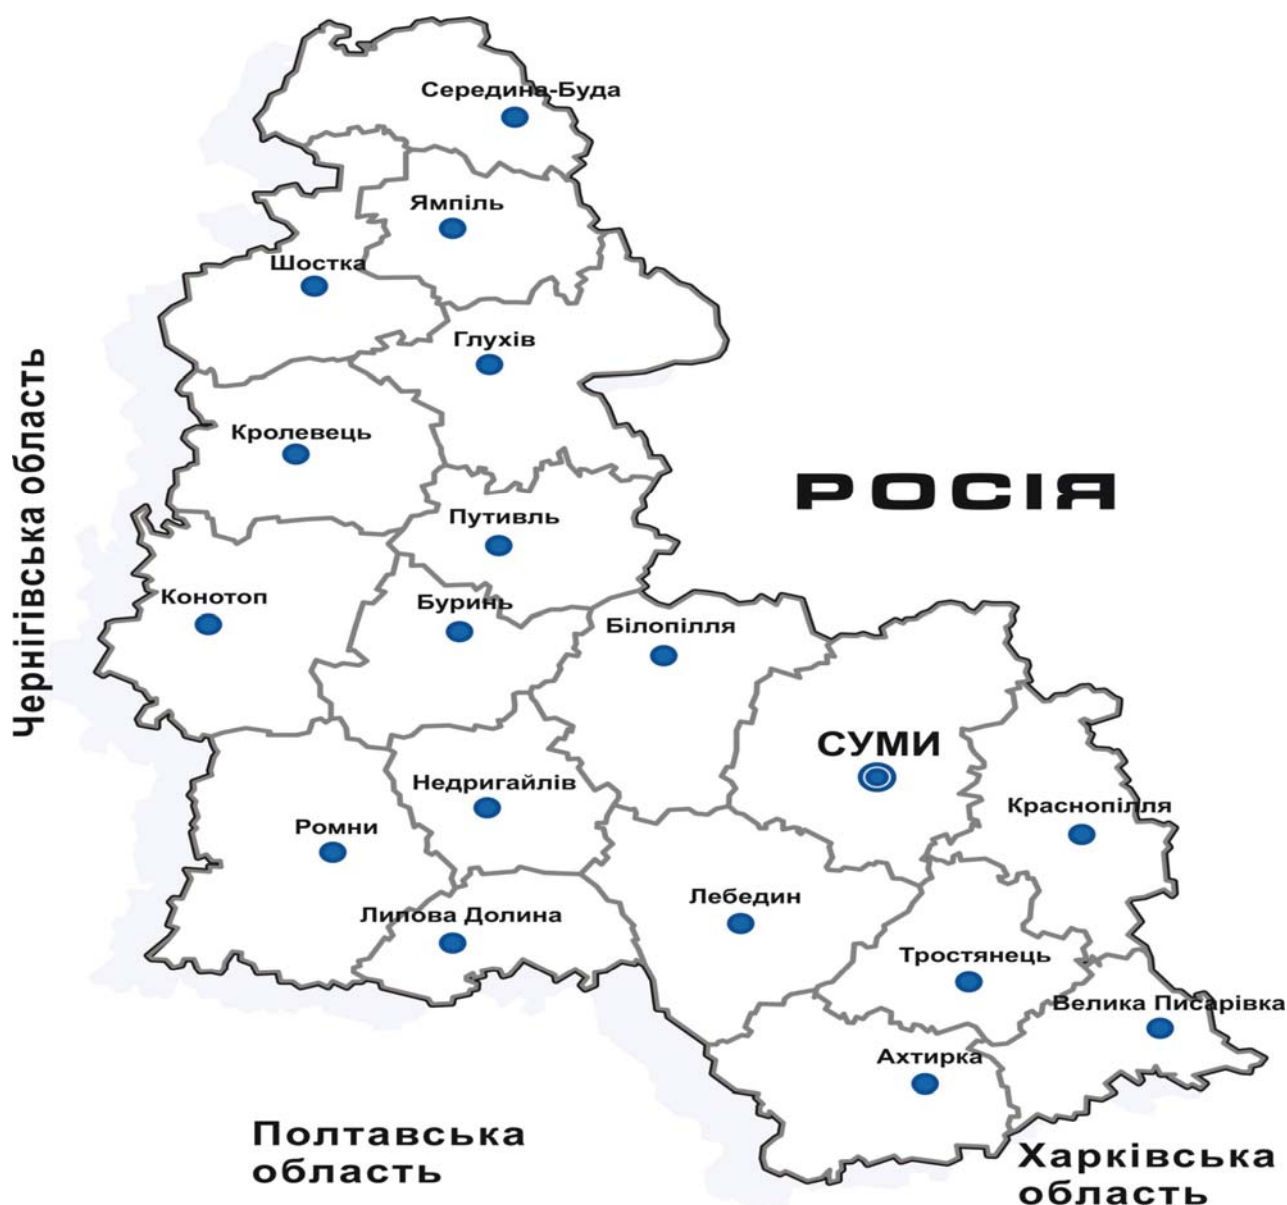 Середина-Буда
Ямпіль
Шостка
Глухів
Чернігівська область
Кролевець
РОСІЯ
Путивль
Конотоп
Буринь
Білопілля
СУМИ
Недригайлів
Краснопілля
Ромни
Лебедин
Липова Долина
Тростянець
Велика Писарівка
Ахтирка
Полтавська
область
Харківська
область